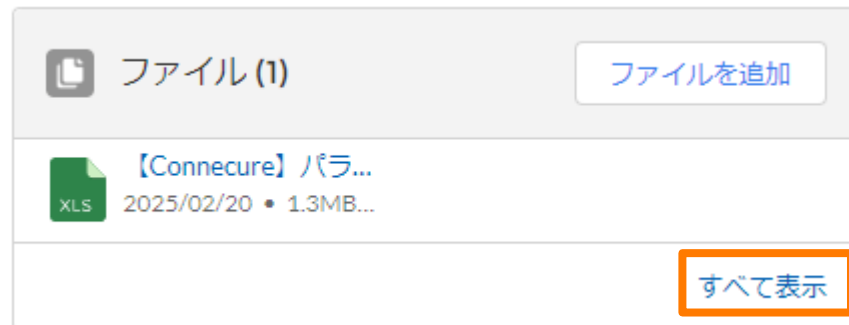 ファイル (1)
ファイルを追加
【Connecure】パラ...
XLS
2025/02/20 • 1.3MB...
すべて表示